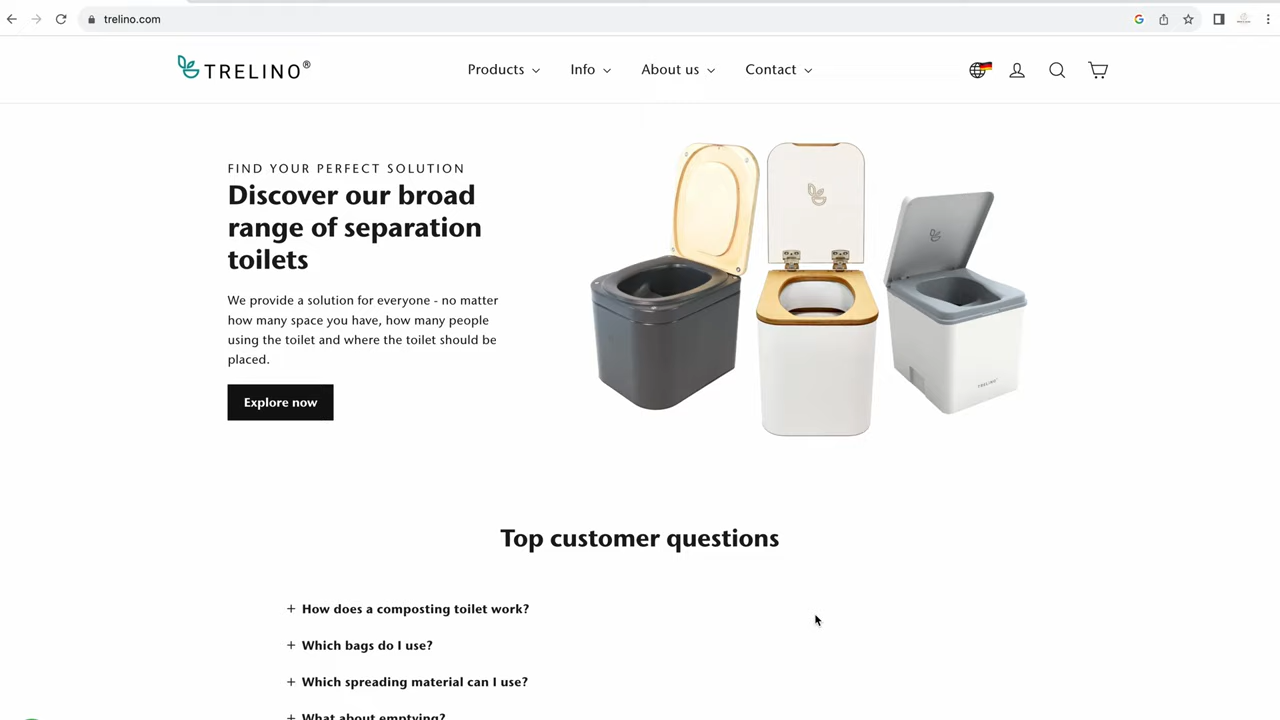 trelino.com
TRELINO®
Products
Info
About us
Contact
FIND YOUR PERFECT SOLUTION
Discover our broad
range of separation
toilets
We provide a solution for everyone - no matter
how many space you have, how many people
using the toilet and where the toilet should be
placed.
Explore now
TRELINO
Top customer questions
+ How does a composting toilet work?
+ Which bags do I use?
+ Which spreading material can I use?
+ What about emptying?